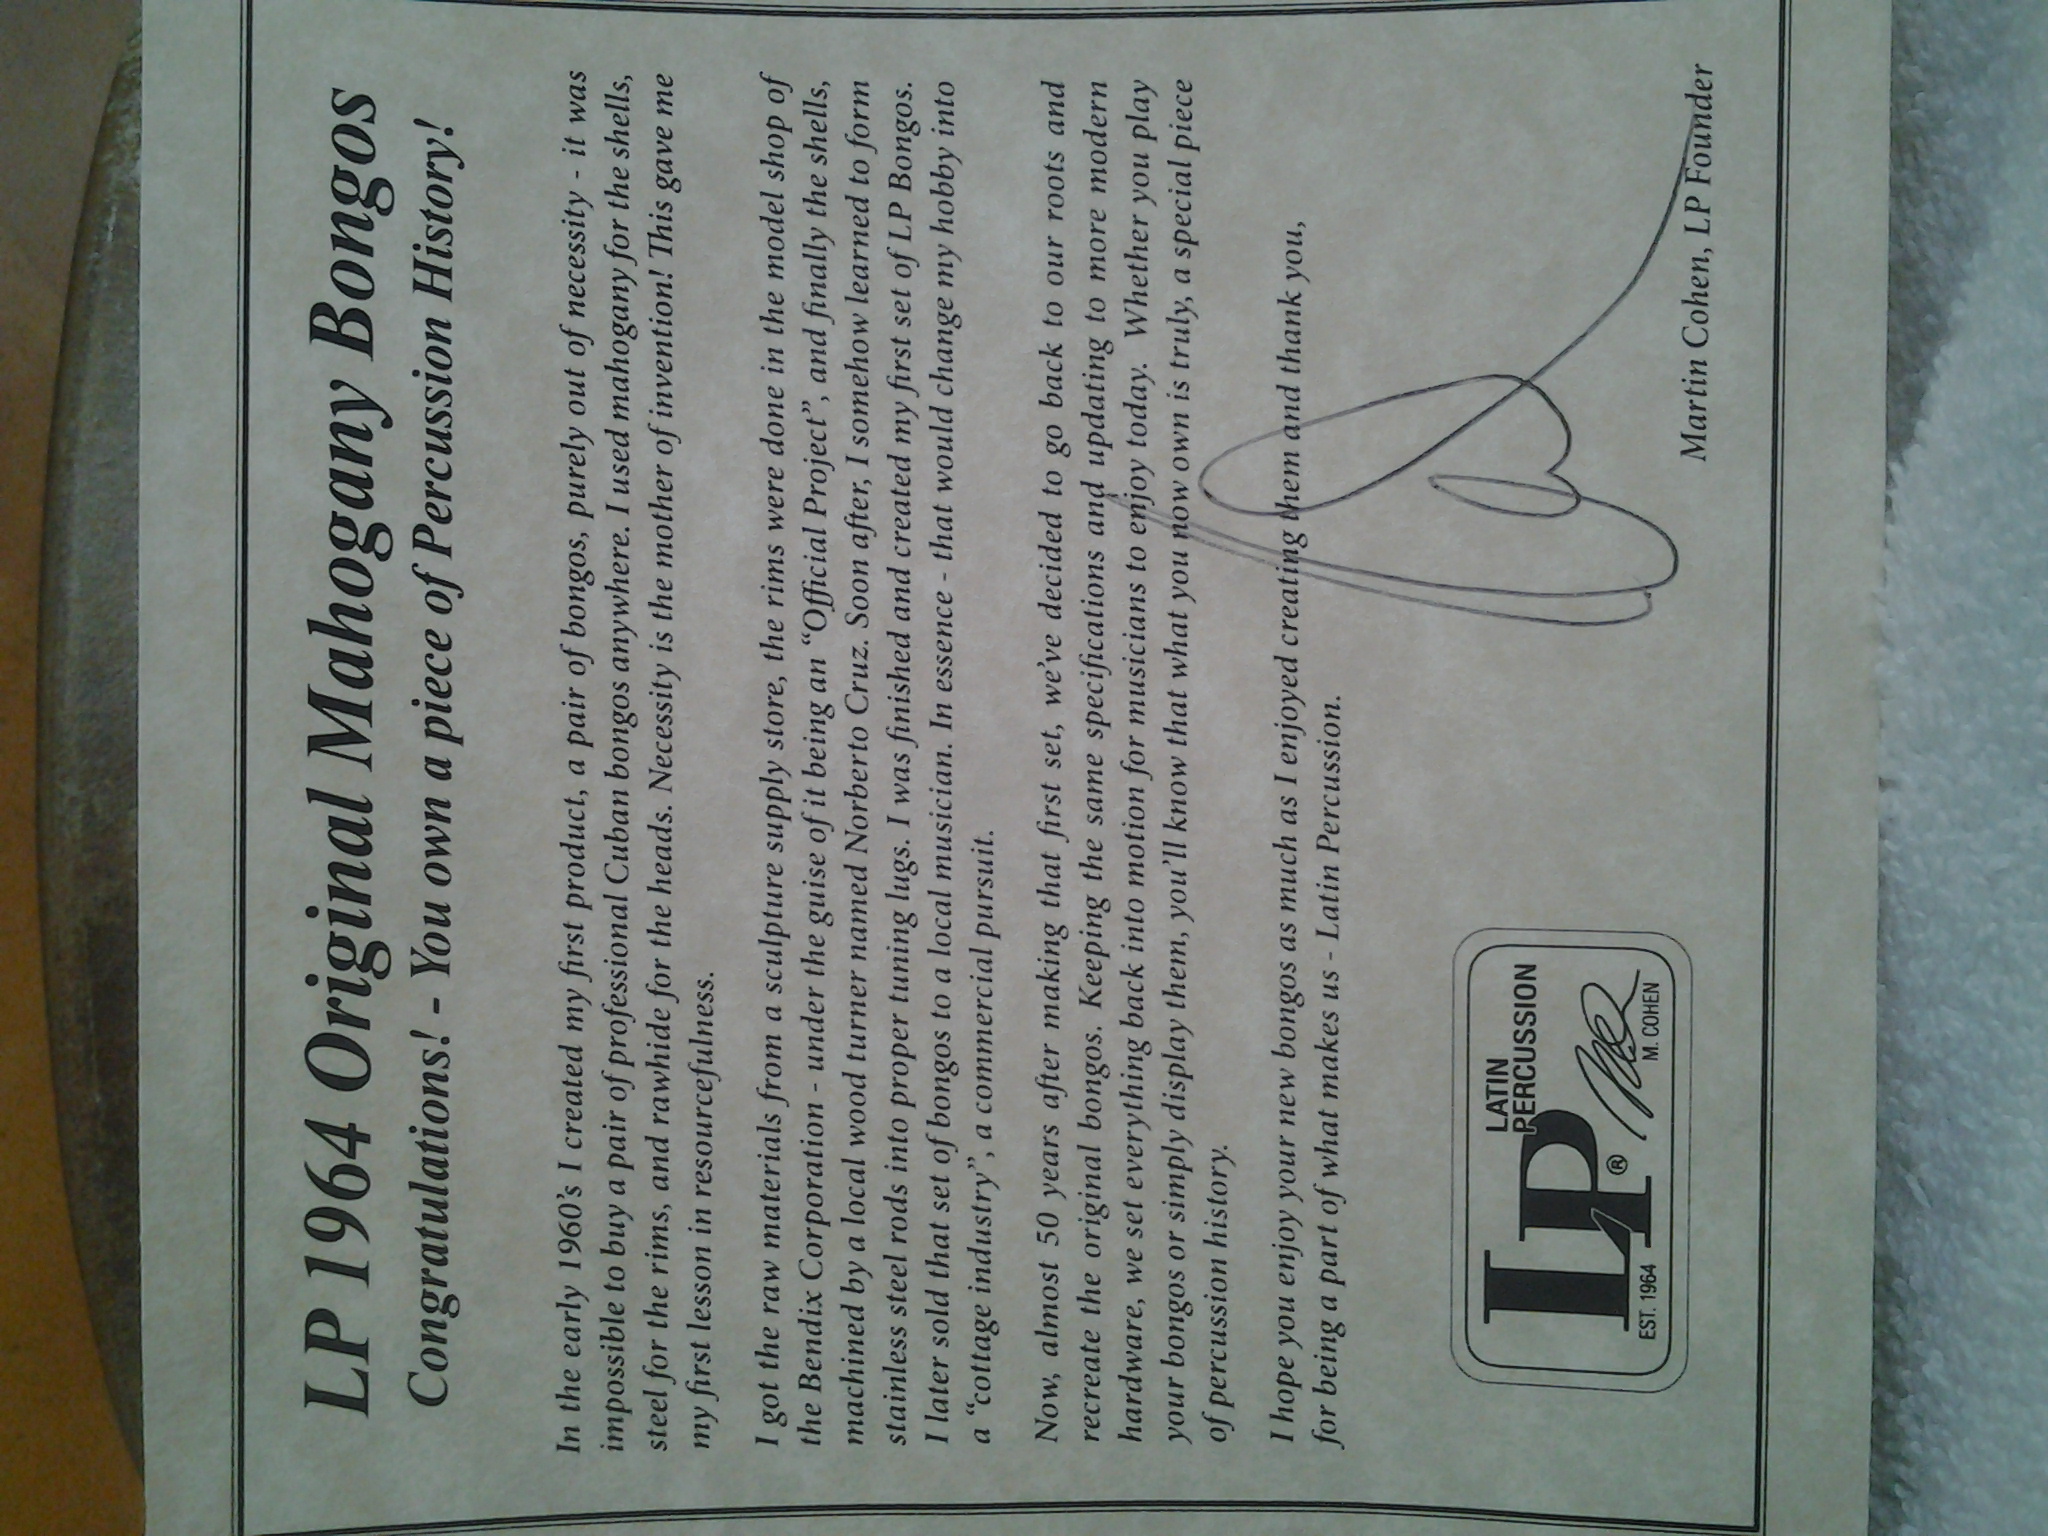 LP 1964 Original Mahogany Bongos
Congratulations! - You own a piece of Percussion History!
In the early 1960's I created my first product, a pair of bongos, purely out of necessity - it was
impossible to buy a pair of professional Cuban bongos anywhere. I used mahogany for the shells,
steel for the rims, and rawhide for the heads. Necessity is the mother of invention! This gave me
my first lesson in resourcefulness.
I got the raw materials from a sculpture supply store, the rims were done in the model shop of
the Bendix Corporation - under the guise of it being an “Official Project”, and finally the shells,
machined by a local wood turner named Norberto Cruz. Soon after, I somehow learned to form
stainless steel rods into proper tuning lugs. I was finished and created my first set of LP Bongos.
I later sold that set of bongos to a local musician. In essence - that would change my hobby into
a “cottage industry”, a commercial pursuit.
Now, almost 50 years after making that first set, we've decided to go back to our roots and
recreate the original bongos. Keeping the same specifications and updating to more modern
hardware, we set everything back into motion for musicians to enjoy today. Whether you play
your bongos or simply display them, you'll know that what you now own is truly, a special piece
of percussion history.
I hope you enjoy your new bongos as much as I enjoyed creating them and thank you,
for being a part of what makes us - Latin Percussion.
LATIN
PERCUSSION
LP®
M. COHEN
EST. 1964
Martin Cohen, LP Founder